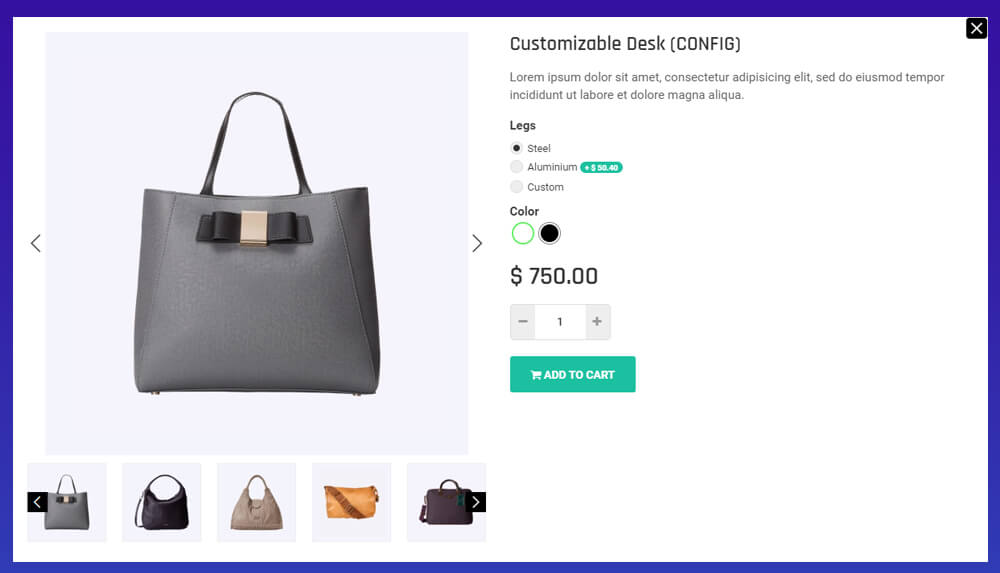 Customizable Desk (CONFIG)
Lorem ipsum dolor sit amet, consectetur adipisicing elit, sed do eiusmod tempor
incididunt ut labore et dolore magna aliqua.
Legs
Steel
Aluminium + $ 50.40
Custom
Color
$ 750.00
− 1 +
ADD TO CART